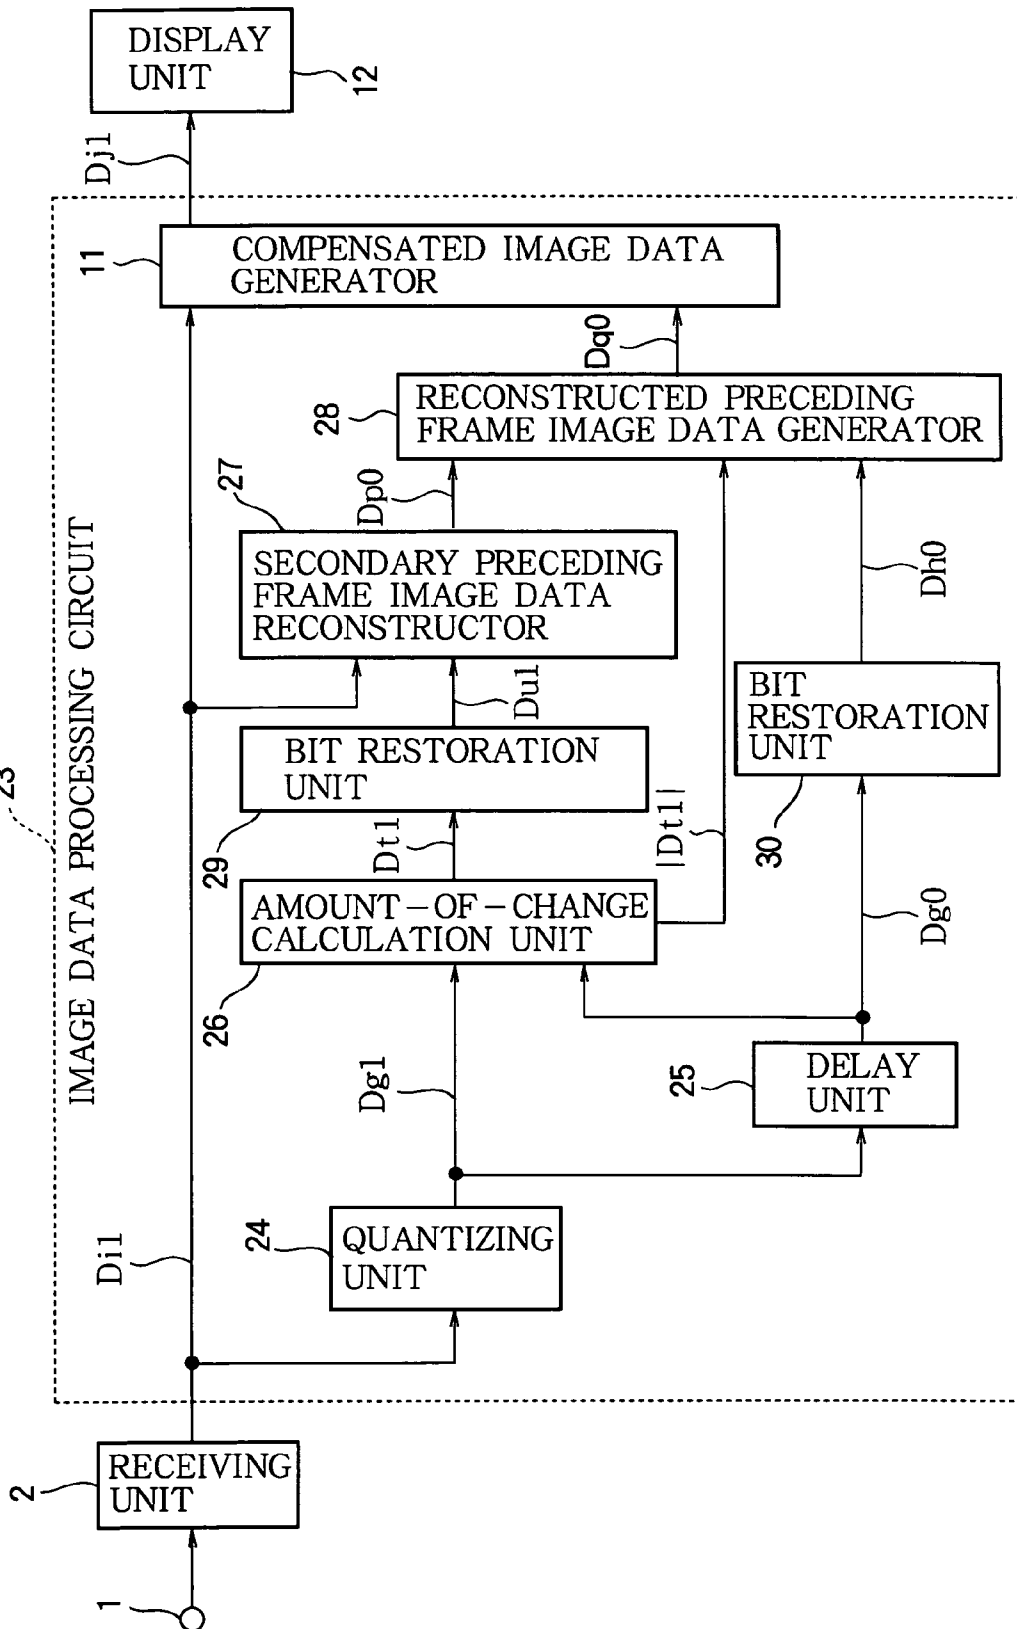 DISPLAY
UNIT
12
Dj1
11
COMPENSATED IMAGE DATA
GENERATOR
Dq0
28
RECONSTRUCTED PRECEDING
FRAME IMAGE DATA GENERATOR
27
Dp0
SECONDARY PRECEDING
FRAME IMAGE DATA
RECONSTRUCTOR
Dh0
IMAGE DATA PROCESSING CIRCUIT
23
Du1
BIT
RESTORATION
UNIT
30
BIT RESTORATION
UNIT
29
Dt1
|Dt1|
AMOUNT-OF-CHANGE
CALCULATION UNIT
26
Dg0
Dg1
25
DELAY
UNIT
24
QUANTIZING
UNIT
Di1
2
RECEIVING
UNIT
1